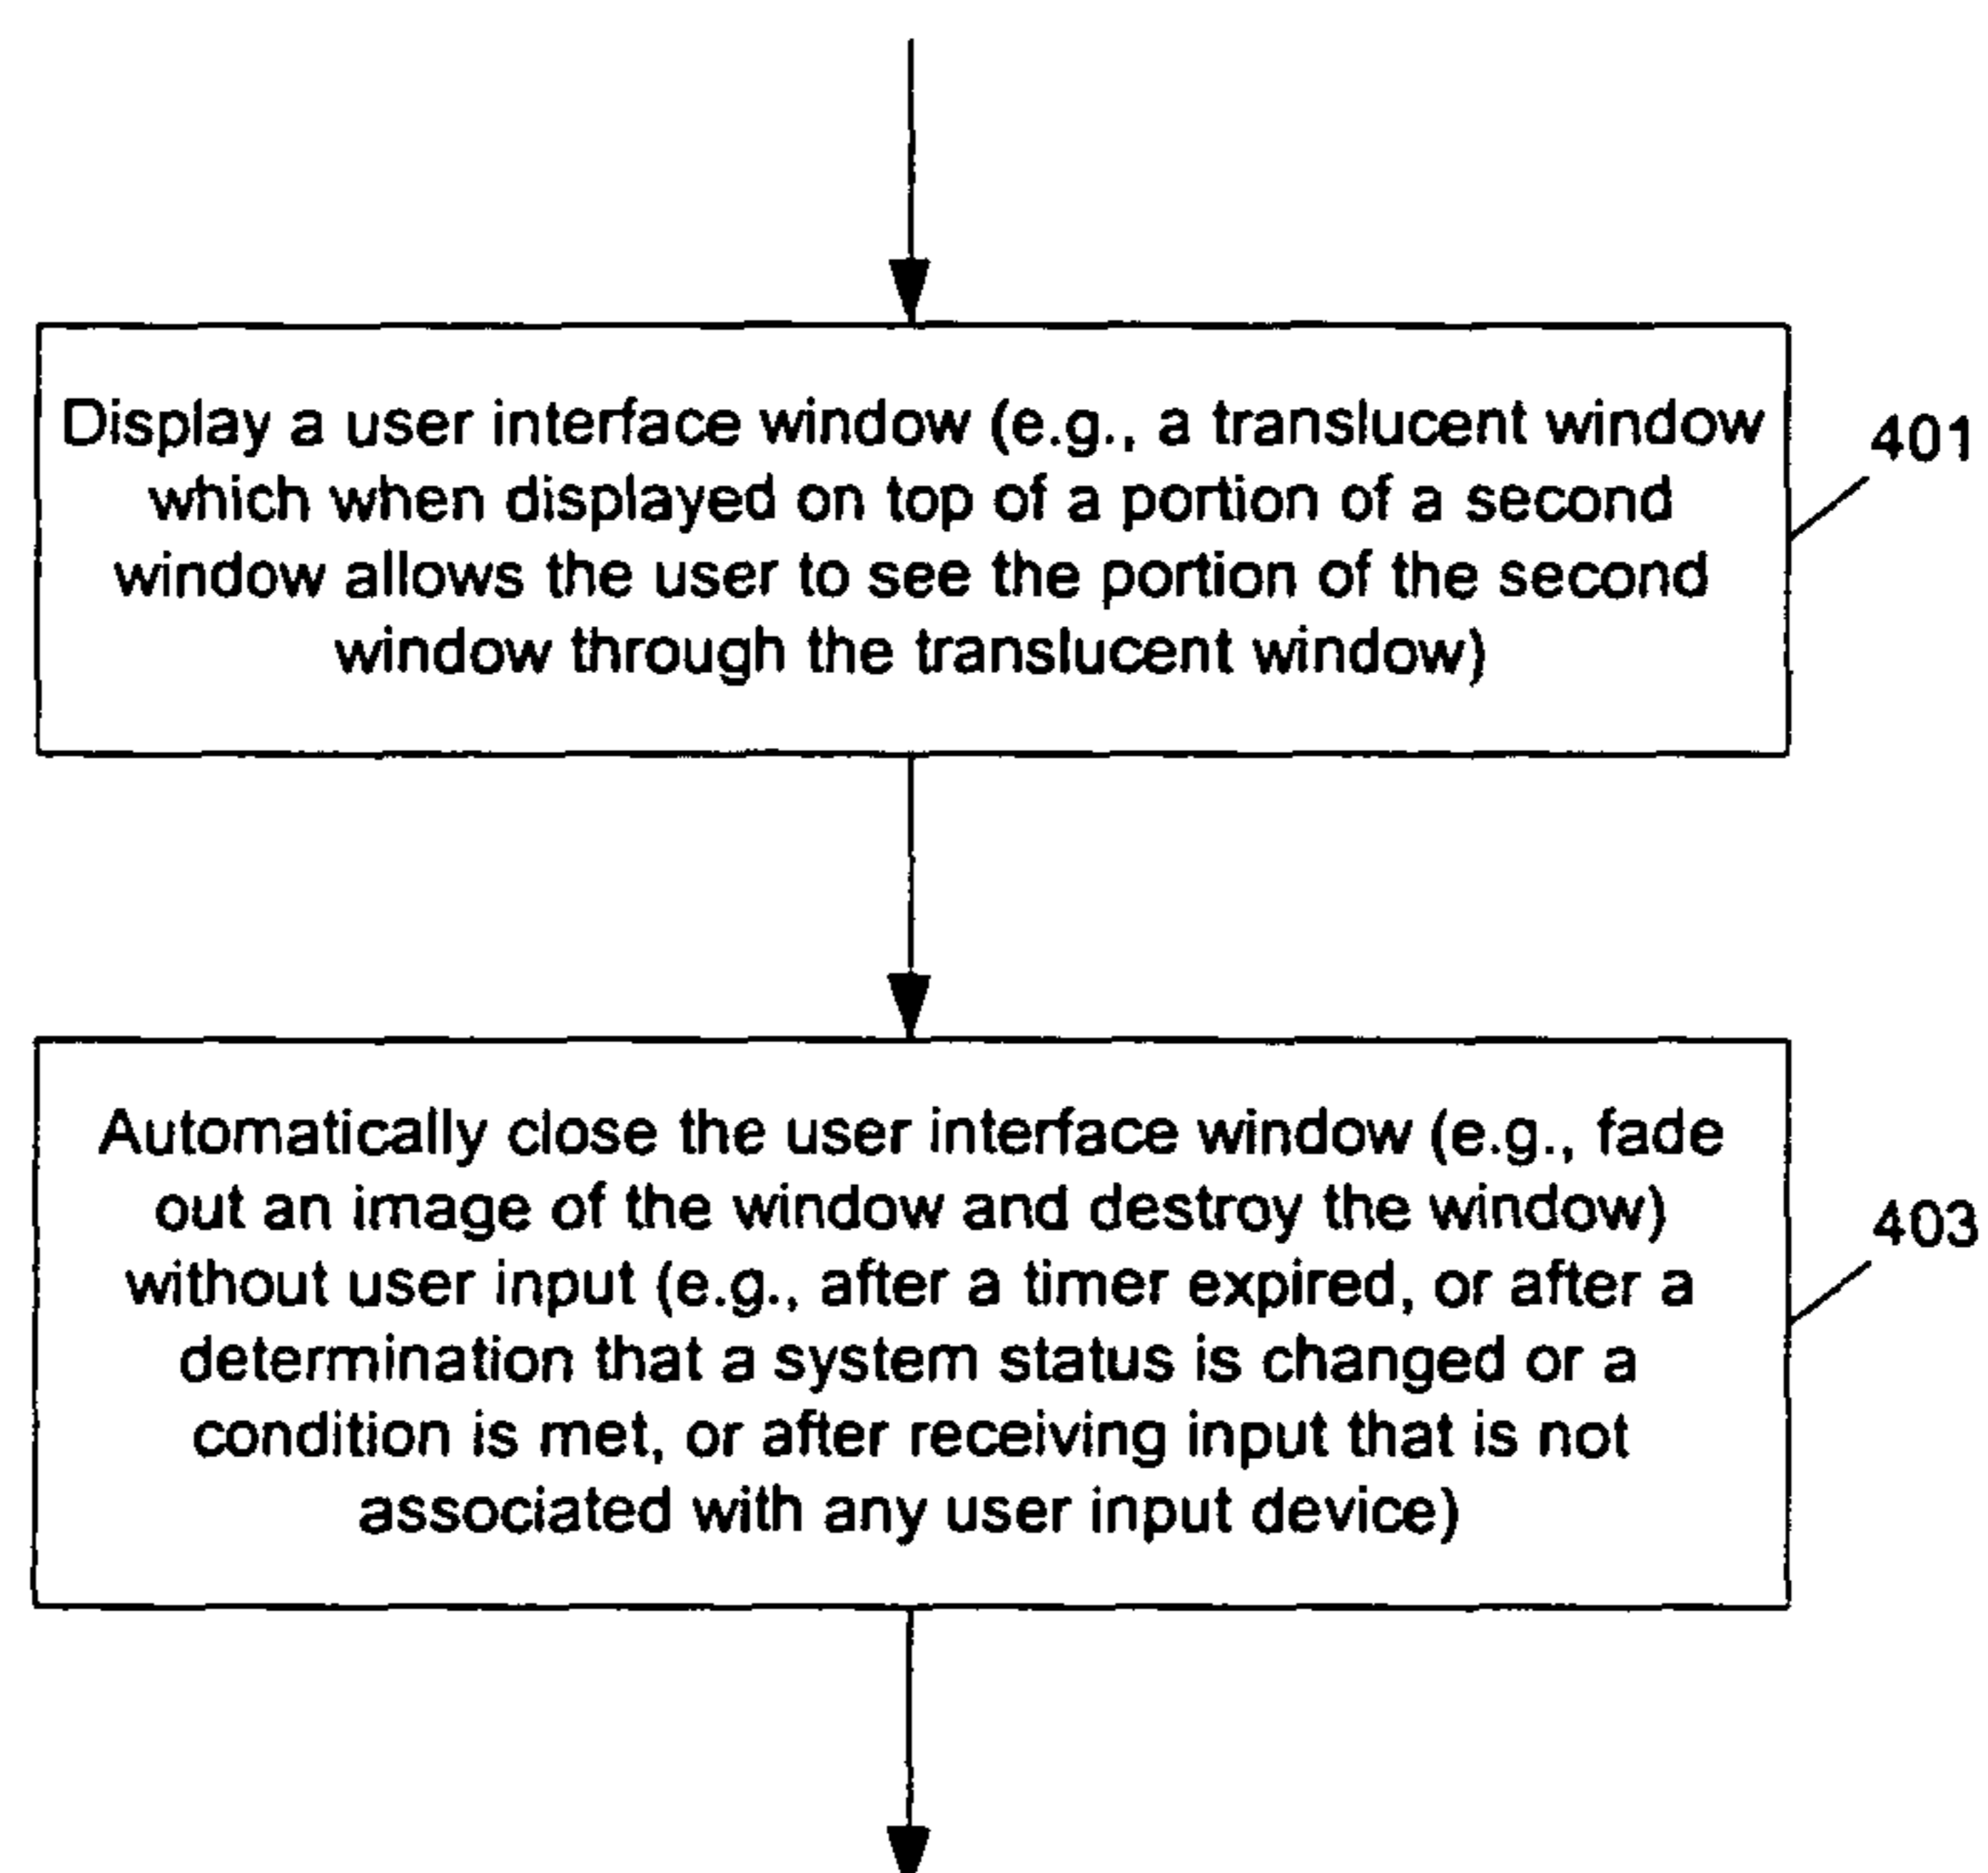 Display a user interface window (e.g., a translucent window
which when displayed on top of a portion of a second
window allows the user to see the portion of the second
window through the translucent window)
401
Automatically close the user interface window (e.g., fade
out an image of the window and destroy the window)
without user input (e.g., after a timer expired, or after a
determination that a system status is changed or a
condition is met, or after receiving input that is not
associated with any user input device)
403